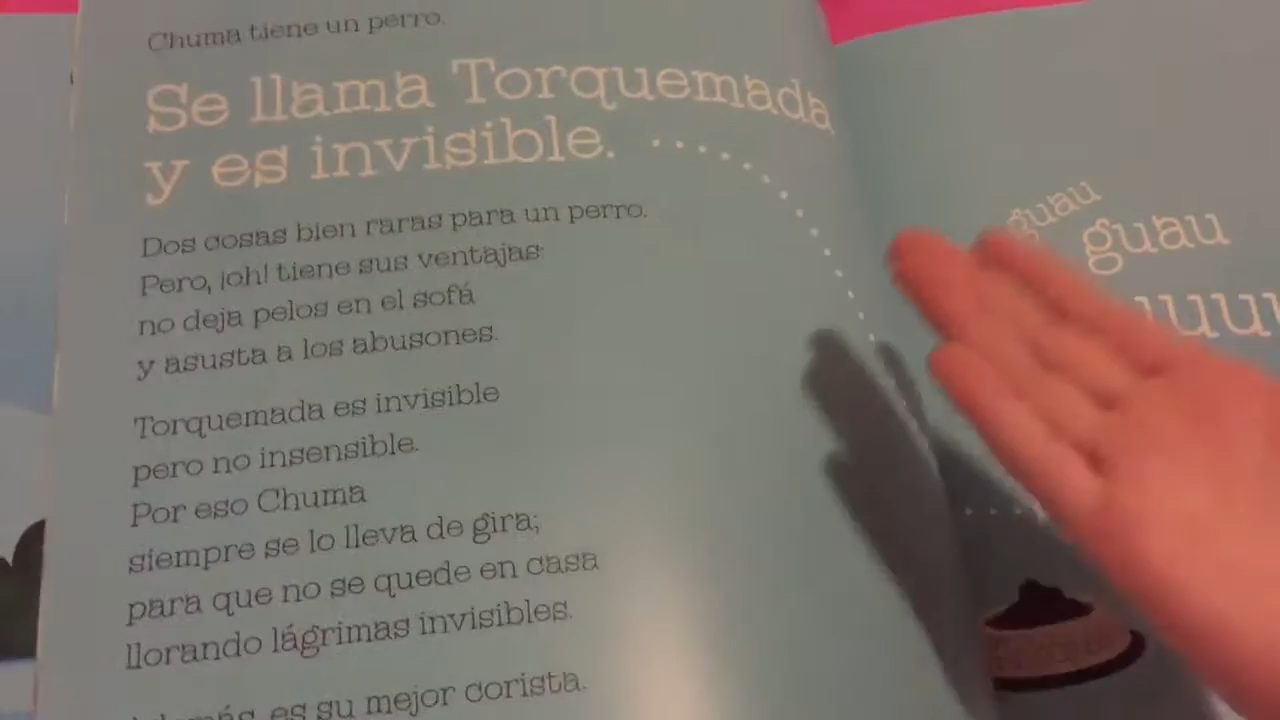 Chuma tiene un perro.
Se llama Torquemada
y es invisible.
Dos cosas bien raras para un perro.
Pero, ¡oh! tiene sus ventajas:
no deja pelos en el sofá
y asusta a los abusones.
Torquemada es invisible
pero no insensible.
Por eso Chuma
siempre se lo lleva de gira;
para que no se quede en casa
llorando lágrimas invisibles.
es su mejor corista.
guau
guau